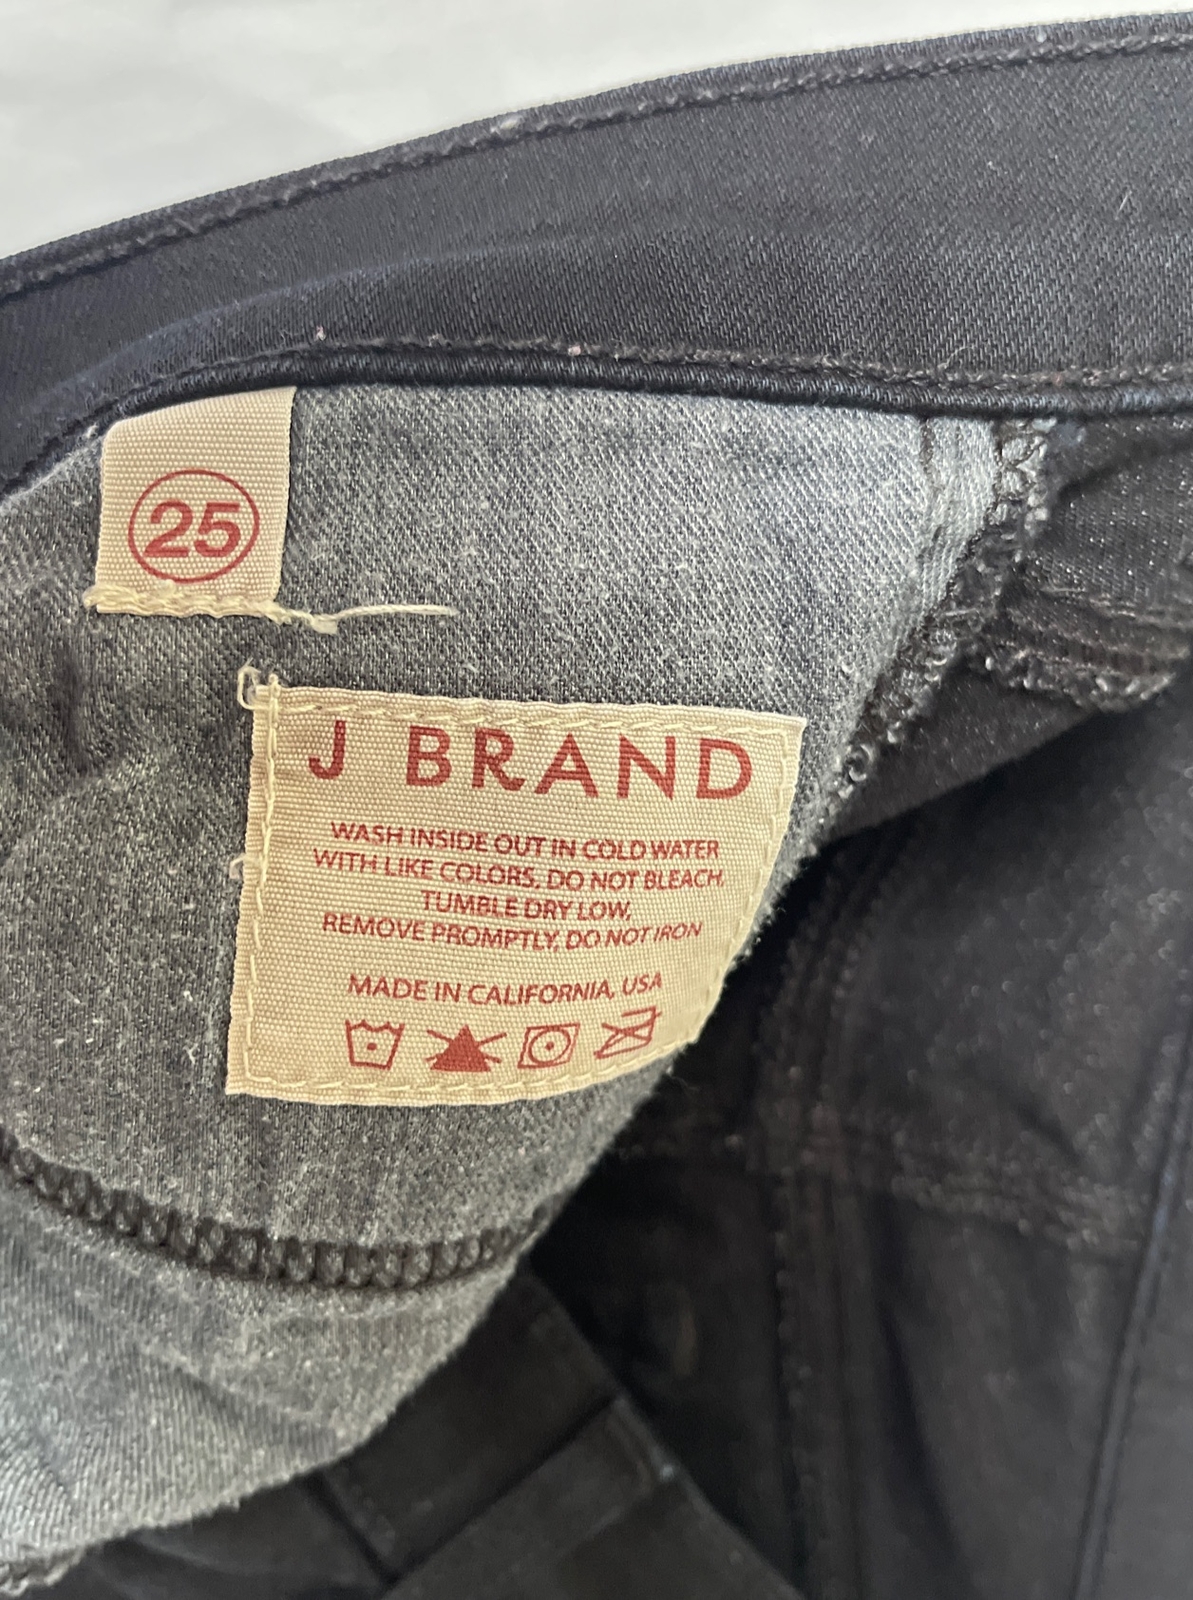 25
J BRAND
WASH INSIDE OUT IN COLD WATER
WITH LIKE COLORS, DO NOT BLEACH,
TUMBLE DRY LOW,
REMOVE PROMPTLY, DO NOT IRON
MADE IN CALIFORNIA, USA